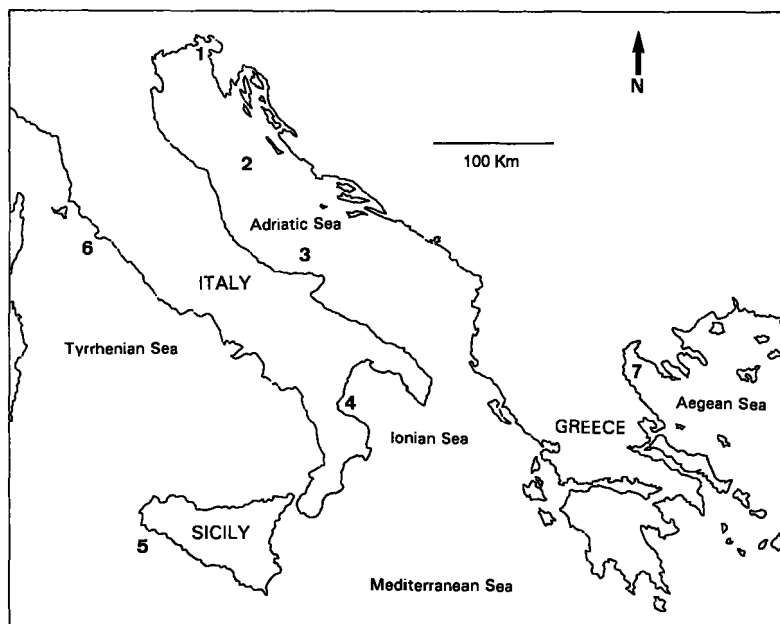 1
N
2
100 Km
Adriatic Sea
6
3
ITALY
Tyrrhenian Sea
7
4
Aegean Sea
Ionian Sea
GREECE
SICILY
5
Mediterranean Sea